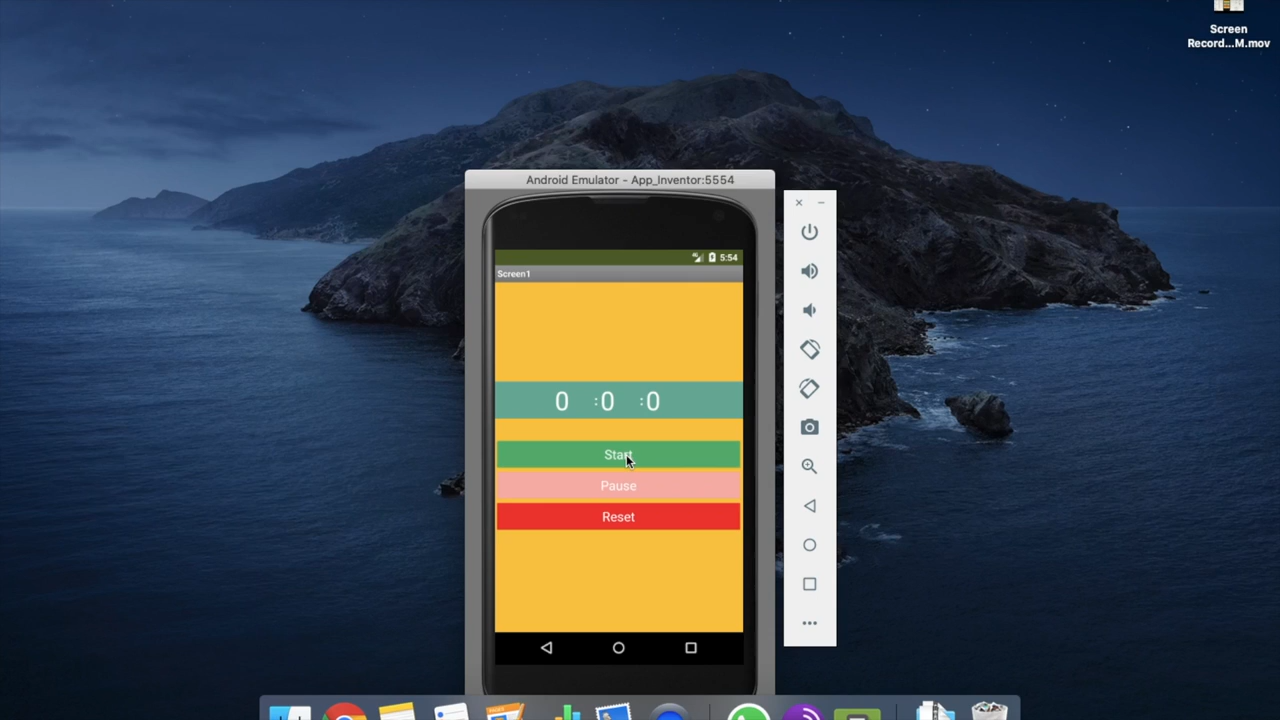 Screen
Record...M.mov
Android Emulator - App_Inventor:5554
5:54
Screen1
0 :0 :0
Start
Pause
Reset